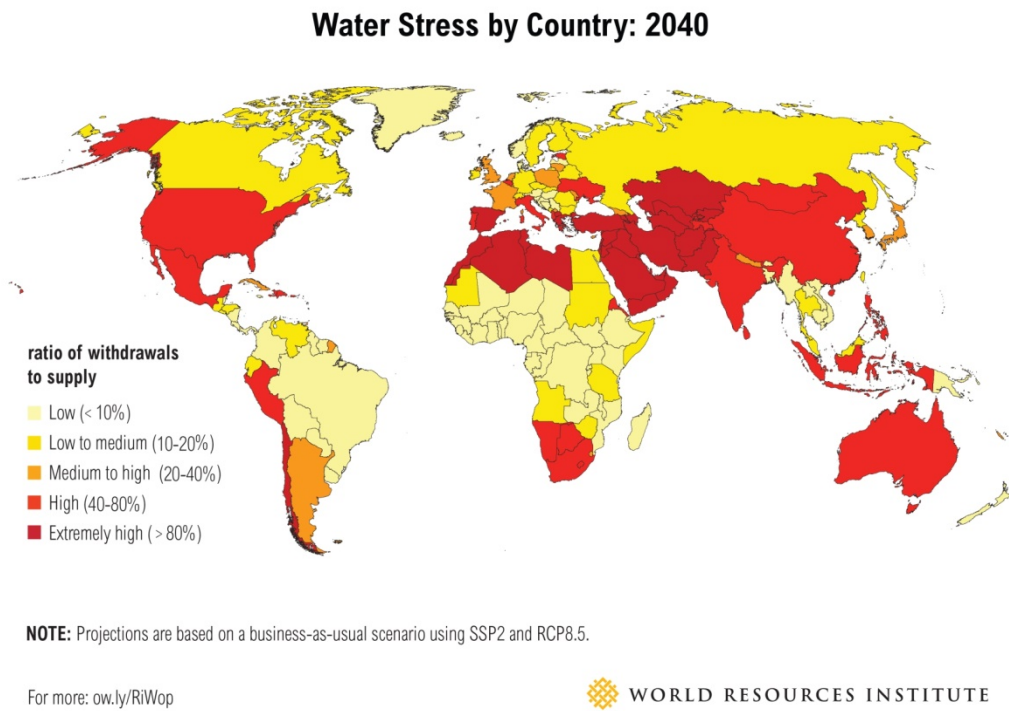 Water Stress by Country: 2040
ratio of withdrawals
to supply
Low (< 10%)
Low to medium (10-20%)
Medium to high (20-40%)
High (40-80%)
Extremely high (> 80%)
NOTE: Projections are based on a business-as-usual scenario using SSP2 and RCP8.5.
For more: ow.ly/RiWop
WORLD RESOURCES INSTITUTE